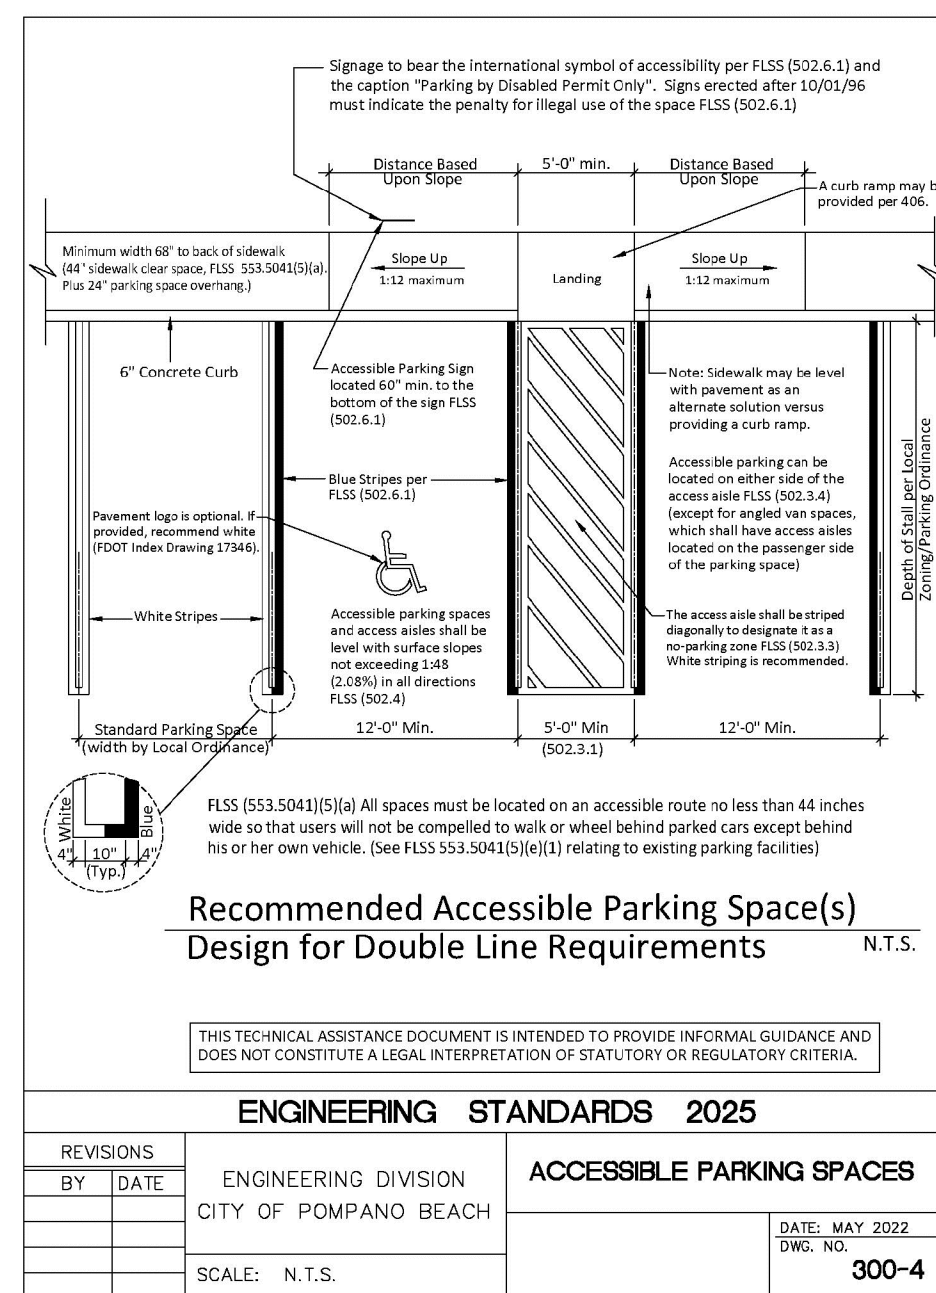 Signage to bear the international symbol of accessibility per FLSS (502.6.1) and
the caption "Parking by Disabled Permit Only". Signs erected after 10/01/96
must indicate the penalty for illegal use of the space FLSS (502.6.1)
Distance Based
Upon Slope
5'-0" min.
Distance Based
Upon Slope
A curb ramp may b
provided per 406.
Minimum width 68" to back of sidewalk
(44" sidewalk clear space, FLSS 553.5041(5)(a).
Plus 24" parking space overhang.)
Slope Up
1:12 maximum
Landing
Slope Up
1:12 maximum
6" Concrete Curb
Accessible Parking Sign
located 60" min. to the
bottom of the sign FLSS
(502.6.1)
Note: Sidewalk may be level
with pavement as an
alternate solution versus
providing a curb ramp.
Blue Stripes per
FLSS (502.6.1)
Accessible parking can be
located on either side of the
access aisle FLSS (502.3.4)
(except for angled van spaces,
which shall have access aisles
located on the passenger side
of the parking space)
Depth of Stall per Local
Zoning/Parking Ordinance
Pavement logo is optional. If
provided, recommend white
(FDOT Index Drawing 17346).
White Stripes
Accessible parking spaces
and access aisles shall be
level with surface slopes
not exceeding 1:48
(2.08%) in all directions
FLSS (502.4)
The access aisle shall be striped
diagonally to designate it as a
no-parking zone FLSS (502.3.3)
White striping is recommended.
Standard Parking Space
(width by Local Ordinance)
12'-0" Min.
5'-0" Min
(502.3.1)
12'-0" Min.
White
Blue
4" 10" 4"
(Typ.)
FLSS (553.5041)(5)(a) All spaces must be located on an accessible route no less than 44 inches
wide so that users will not be compelled to walk or wheel behind parked cars except behind
his or her own vehicle. (See FLSS 553.5041(5)(e)(1) relating to existing parking facilities)
Recommended Accessible Parking Space(s)
Design for Double Line Requirements
N.T.S.
THIS TECHNICAL ASSISTANCE DOCUMENT IS INTENDED TO PROVIDE INFORMAL GUIDANCE AND
DOES NOT CONSTITUTE A LEGAL INTERPRETATION OF STATUTORY OR REGULATORY CRITERIA.
ENGINEERING STANDARDS 2025
REVISIONS
BY DATE
ENGINEERING DIVISION
CITY OF POMPANO BEACH
SCALE: N.T.S.
ACCESSIBLE PARKING SPACES
DATE: MAY 2022
DWG. NO.
300-4